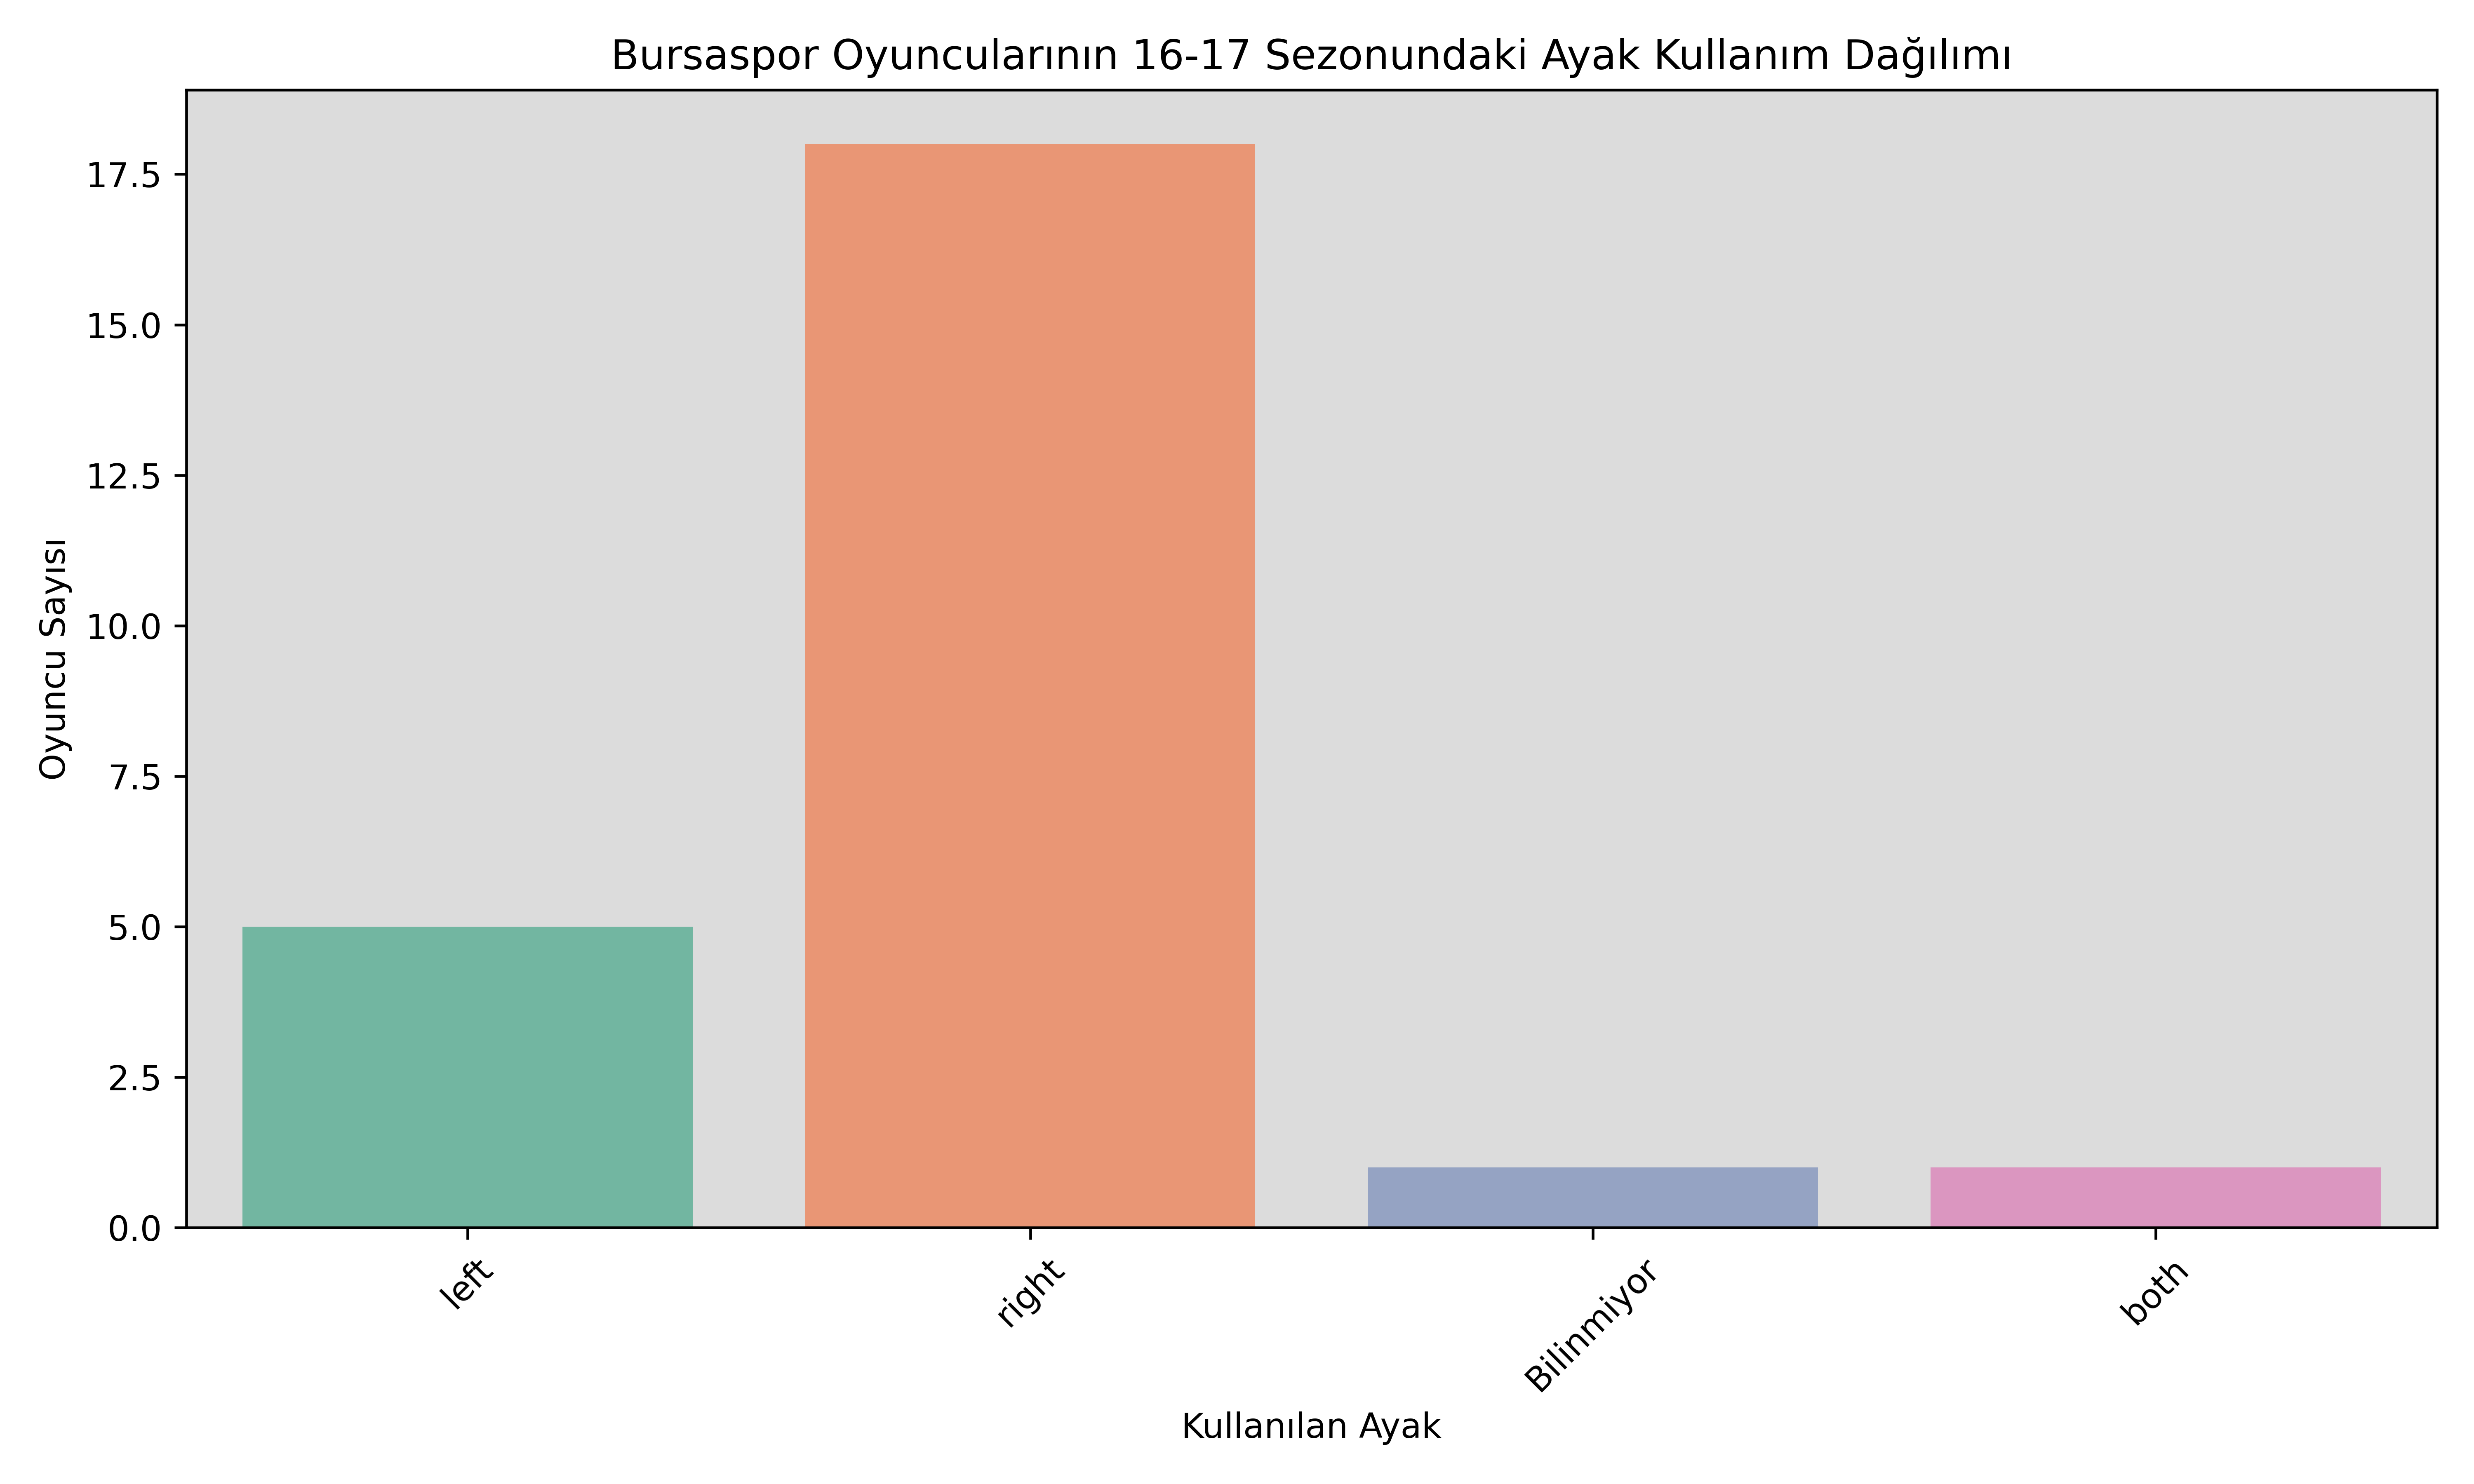 Bursaspor Oyuncularının 16-17 Sezonundaki Ayak Kullanım Dağılımı
Oyuncu Sayısı
17.5
15.0
12.5
10.0
7.5
5.0
2.5
0.0
left
right
Bilinmiyor
both
Kullanılan Ayak